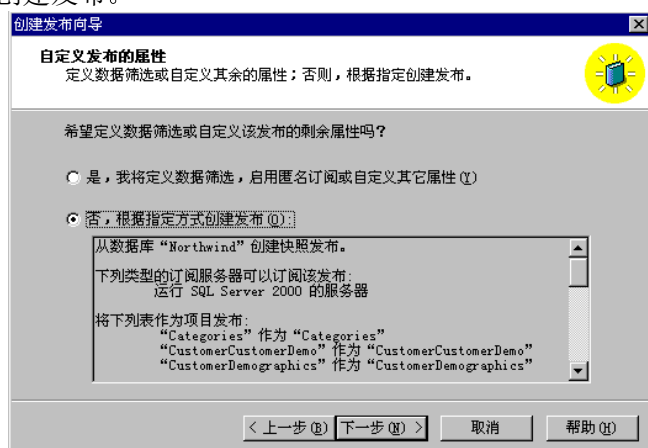 创建发布。
创建发布向导
自定义发布的属性
定义数据筛选或自定义其余的属性；否则，根据指定创建发布。
希望定义数据筛选或自定义该发布的剩余属性吗？
是，我将定义数据筛选，启用匿名订阅或自定义其它属性(Y)
否，根据指定方式创建发布(O):
从数据库“Northwind”创建快照发布。
下列类型的订阅服务器可以订阅该发布:
运行 SQL Server 2000 的服务器
将下列表作为项目发布:
“Categories” 作为 “Categories”
“CustomerCustomerDemo” 作为 “CustomerCustomerDemo”
“CustomerDemographics” 作为 “CustomerDemographics”
< 上一步(B) 下一步(N) > 取消 帮助(H)